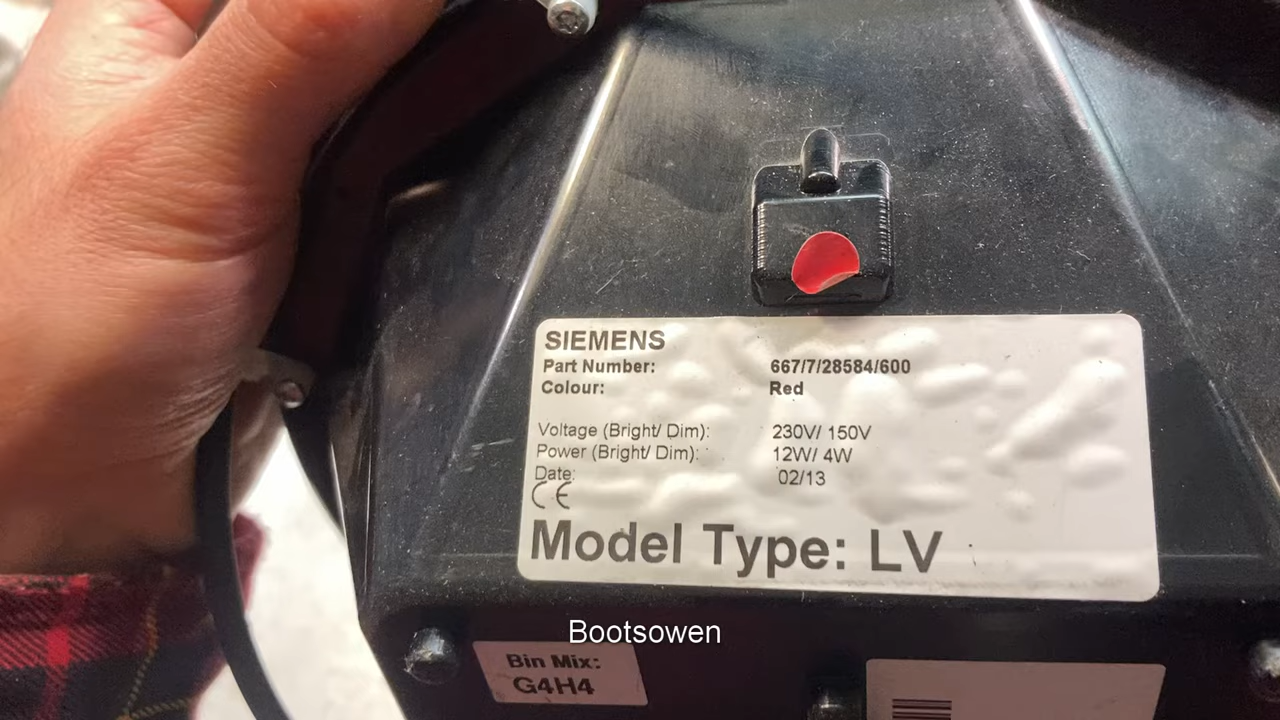 SIEMENS
Part Number: 667/7/28584/600
Colour: Red
Voltage (Bright/ Dim): 230V/ 150V
Power (Bright/ Dim): 12W/ 4W
Date: 02/13
CE
Model Type: LV
Bootsowen
Bin Mix:
G4H4